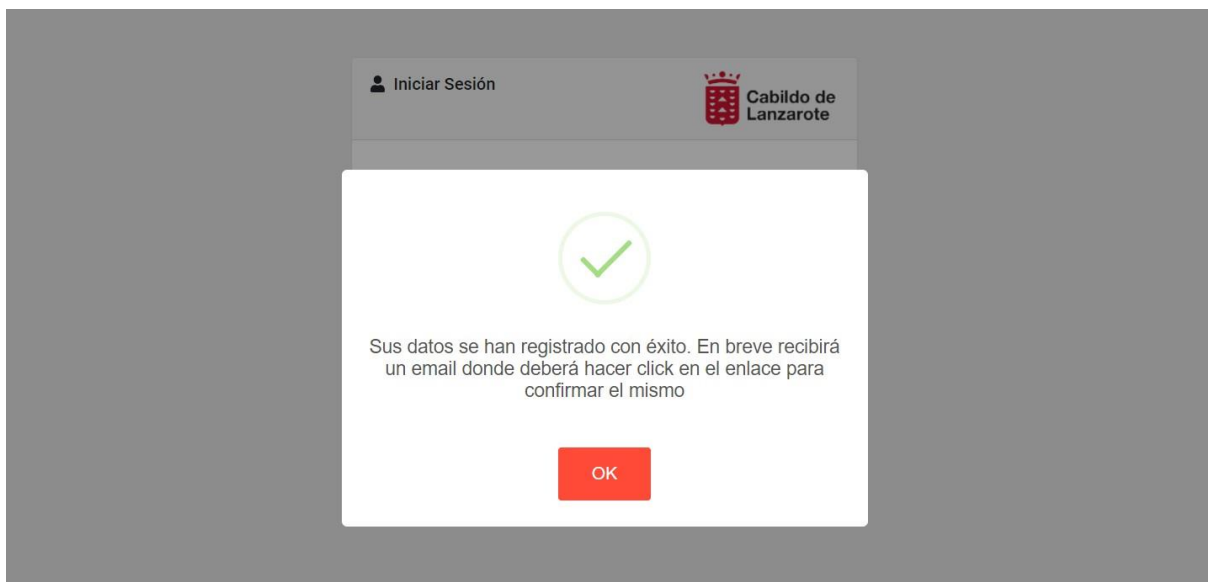 Iniciar Sesión
Cabildo de
Lanzarote
Sus datos se han registrado con éxito. En breve recibirá
un email donde deberá hacer click en el enlace para
confirmar el mismo
OK